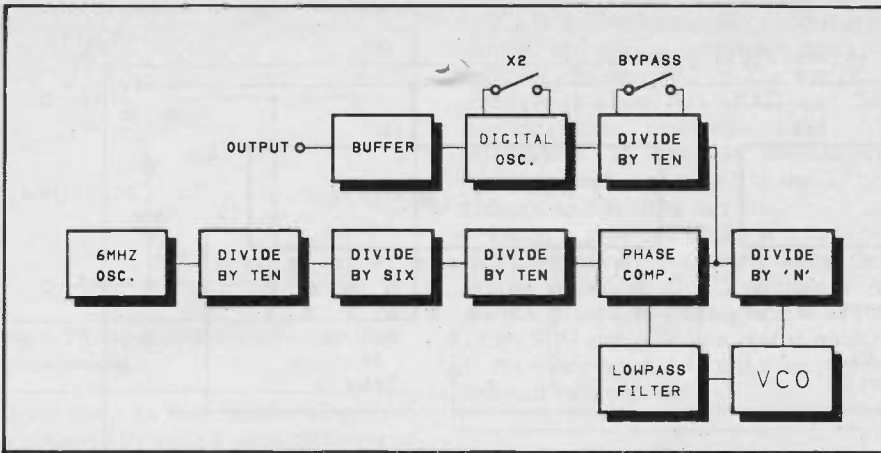 X2
BYPASS
OUTPUT
BUFFER
DIGITAL
OSC.
DIVIDE
BY TEN
6MHZ
OSC.
DIVIDE
BY TEN
DIVIDE
BY SIX
DIVIDE
BY TEN
PHASE
COMP.
DIVIDE
BY 'N'
LOWPASS
FILTER
VCO